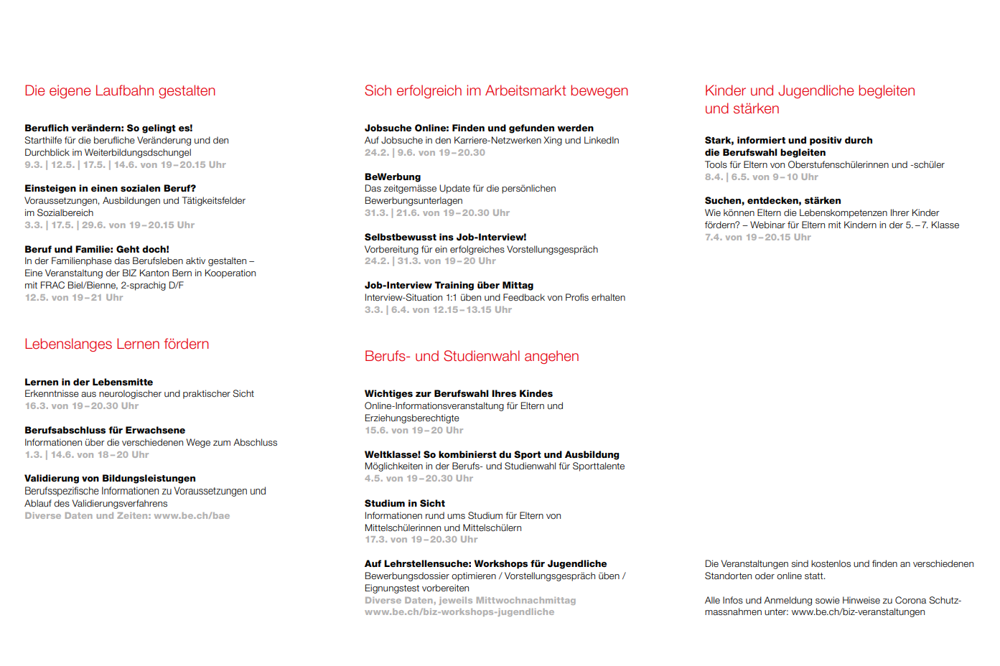 Die eigene Laufbahn gestalten
Beruflich verändern: So gelingt es!
Starthilfe für die berufliche Veränderung und den
Durchblick im Weiterbildungsdschungel
9.3. | 12.5. | 17.5. | 14.6. von 19–20.15 Uhr
Einsteigen in einen sozialen Beruf?
Voraussetzungen, Ausbildungen und Tätigkeitsfelder
im Sozialbereich
3.3. | 17.5. | 29.6. von 19–20.15 Uhr
Beruf und Familie: Geht doch!
In der Familienphase das Berufsleben aktiv gestalten –
Eine Veranstaltung der BIZ Kanton Bern in Kooperation
mit FRAC Biel/Bienne, 2-sprachig D/F
12.5. von 19–21 Uhr
Lebenslanges Lernen fördern
Lernen in der Lebensmitte
Erkenntnisse aus neurologischer und praktischer Sicht
16.3. von 19–20.30 Uhr
Berufsabschluss für Erwachsene
Informationen über die verschiedenen Wege zum Abschluss
1.3. | 14.6. von 18–20 Uhr
Validierung von Bildungsleistungen
Berufsspezifische Informationen zu Voraussetzungen und
Ablauf des Validierungsverfahrens
Diverse Daten und Zeiten: www.be.ch/bae
Sich erfolgreich im Arbeitsmarkt bewegen
Jobsuche Online: Finden und gefunden werden
Auf Jobsuche in den Karriere-Netzwerken Xing und LinkedIn
24.2. | 9.6. von 19–20.30
BeWerbung
Das zeitgemässe Update für die persönlichen
Bewerbungsunterlagen
31.3. | 21.6. von 19–20.30 Uhr
Selbstbewusst ins Job-Interview!
Vorbereitung für ein erfolgreiches Vorstellungsgespräch
24.2. | 31.3. von 19–20 Uhr
Job-Interview Training über Mittag
Interview-Situation 1:1 üben und Feedback von Profis erhalten
3.3. | 6.4. von 12.15–13.15 Uhr
Berufs- und Studienwahl angehen
Wichtiges zur Berufswahl Ihres Kindes
Online-Informationsveranstaltung für Eltern und
Erziehungsberechtigte
15.6. von 19–20 Uhr
Weltklasse! So kombinierst du Sport und Ausbildung
Möglichkeiten in der Berufs- und Studienwahl für Sporttalente
4.5. von 19–20.30 Uhr
Studium in Sicht
Informationen rund ums Studium für Eltern von
Mittelschülerinnen und Mittelschülern
17.3. von 19–20.30 Uhr
Auf Lehrstellensuche: Workshops für Jugendliche
Bewerbungsdossier optimieren / Vorstellungsgespräch üben /
Eignungstest vorbereiten
Diverse Daten, jeweils Mittwochnachmittag
www.be.ch/biz-workshops-jugendliche
Kinder und Jugendliche begleiten
und stärken
Stark, informiert und positiv durch
die Berufswahl begleiten
Tools für Eltern von Oberstufenschülerinnen und -schüler
8.4. | 6.5. von 9–10 Uhr
Suchen, entdecken, stärken
Wie können Eltern die Lebenskompetenzen Ihrer Kinder
fördern? – Webinar für Eltern mit Kindern in der 5.–7. Klasse
7.4. von 19–20.15 Uhr
Die Veranstaltungen sind kostenlos und finden an verschiedenen
Standorten oder online statt.
Alle Infos und Anmeldung sowie Hinweise zu Corona Schutz-
massnahmen unter: www.be.ch/biz-veranstaltungen